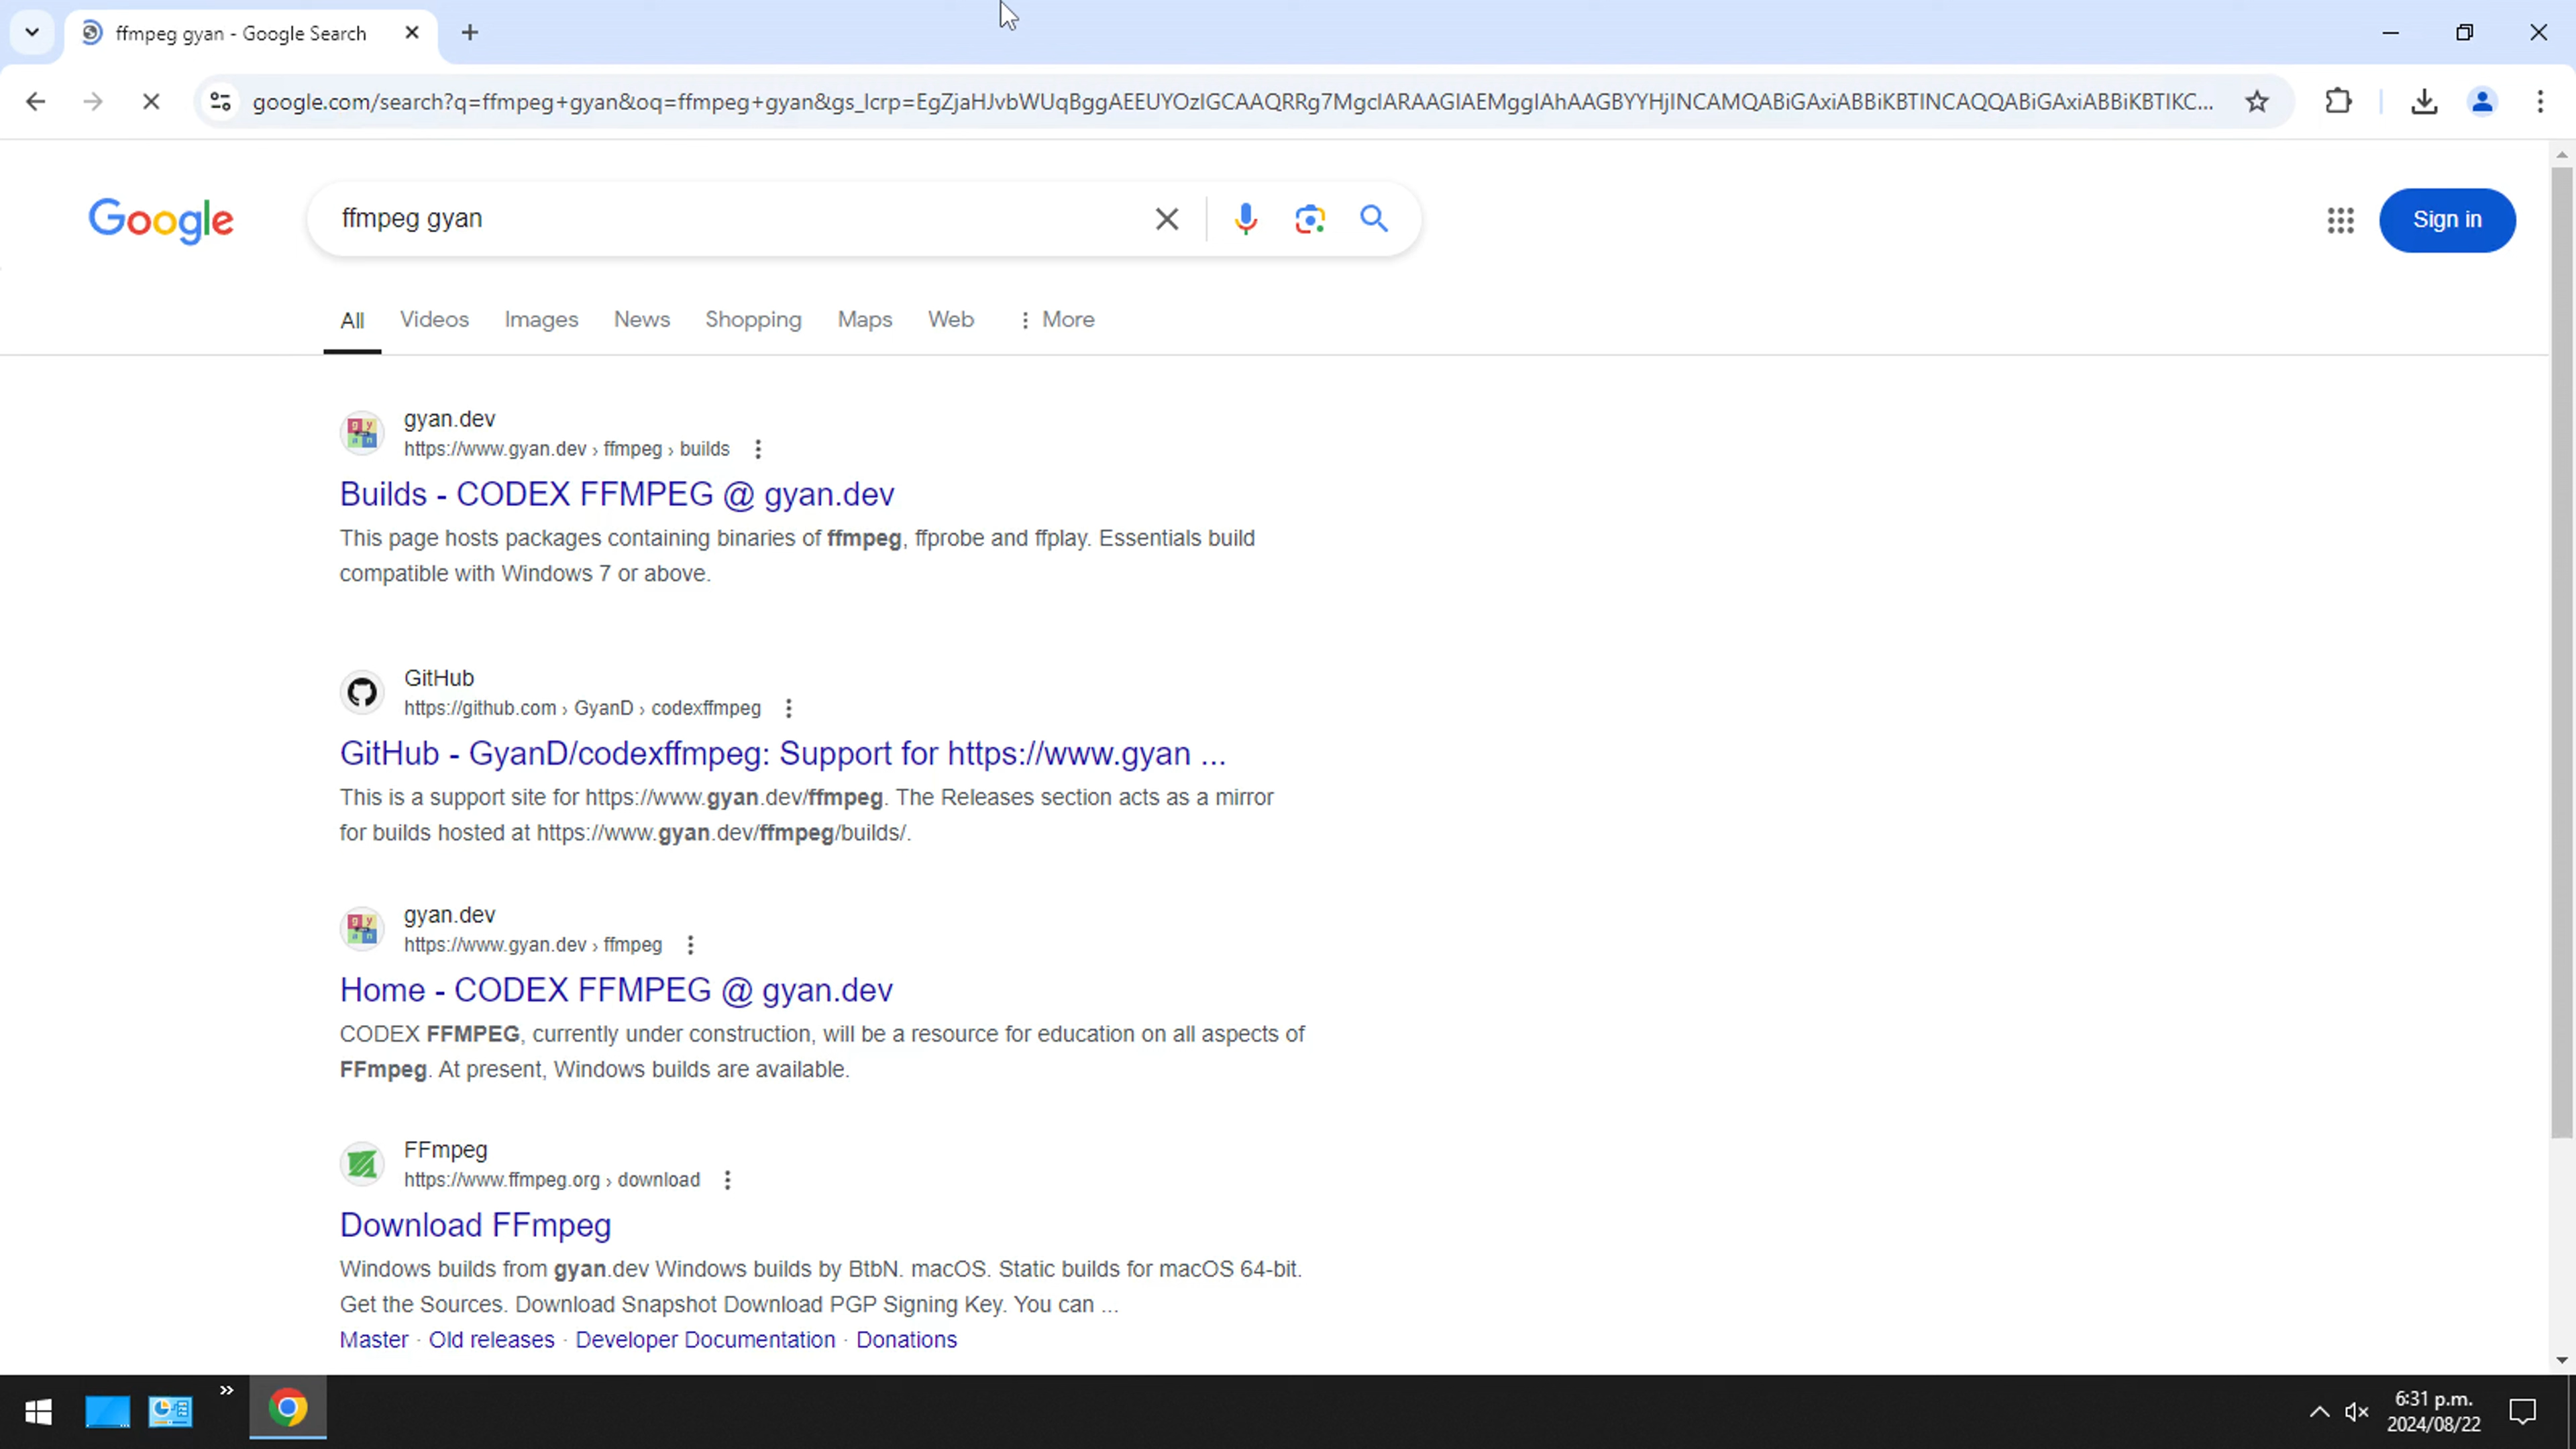 ffmpeg gyan - Google Search
google.com/search?q=ffmpeg+gyan&oq=ffmpeg+gyan&gs_lcrp=EgZjaHJvbWUqBggAEEUYOzIGCAAQRRg7MgcIARAAGIAEMggIAhAAGBYYHjINCAMQABiGAxiABBiKBTINCAQQABiGAxiABBiKBTIKC...
Google
ffmpeg gyan
Sign in
All Videos Images News Shopping Maps Web More
gyan.dev
https://www.gyan.dev › ffmpeg › builds
Builds - CODEX FFMPEG @ gyan.dev
This page hosts packages containing binaries of ffmpeg, ffprobe and ffplay. Essentials build
compatible with Windows 7 or above.
GitHub
https://github.com › GyanD › codexffmpeg
GitHub - GyanD/codexffmpeg: Support for https://www.gyan ...
This is a support site for https://www.gyan.dev/ffmpeg. The Releases section acts as a mirror
for builds hosted at https://www.gyan.dev/ffmpeg/builds/.
gyan.dev
https://www.gyan.dev › ffmpeg
Home - CODEX FFMPEG @ gyan.dev
CODEX FFMPEG, currently under construction, will be a resource for education on all aspects of
FFmpeg. At present, Windows builds are available.
FFmpeg
https://www.ffmpeg.org › download
Download FFmpeg
Windows builds from gyan.dev Windows builds by BtbN. macOS. Static builds for macOS 64-bit.
Get the Sources. Download Snapshot Download PGP Signing Key. You can ...
Master · Old releases · Developer Documentation · Donations
6:31 p.m.
2024/08/22